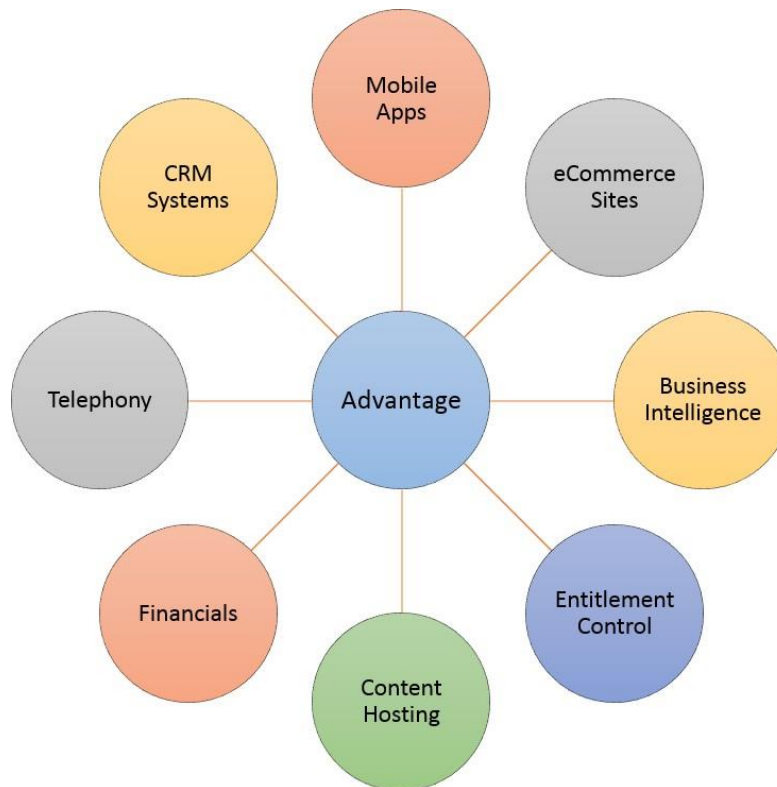 Mobile
Apps
eCommerce
Sites
CRM
Systems
Business
Intelligence
Telephony
Advantage
Entitlement
Control
Financials
Content
Hosting